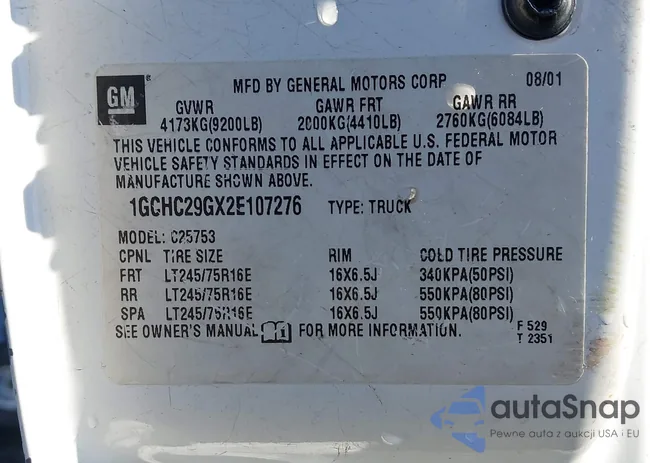 GM
MFD BY GENERAL MOTORS CORP 08/01
GVWR GAWR FRT GAWR RR
4173KG(9200LB) 2000KG(4410LB) 2760KG(6084LB)
THIS VEHICLE CONFORMS TO ALL APPLICABLE U.S. FEDERAL MOTOR
VEHICLE SAFETY STANDARDS IN EFFECT ON THE DATE OF
MANUFACTURE SHOWN ABOVE.
1GCHC29GX2E107276 TYPE: TRUCK
MODEL: C25753
CPNL TIRE SIZE RIM COLD TIRE PRESSURE
FRT LT245/75R16E 16X6.5J 340KPA(50PSI)
RR LT245/75R16E 16X6.5J 550KPA(80PSI)
SPA LT245/75R16E 16X6.5J 550KPA(80PSI)
SEE OWNER'S MANUAL FOR MORE INFORMATION.
F 529
T 2351
autaSnap
Pewne auta z aukcji USA i EU